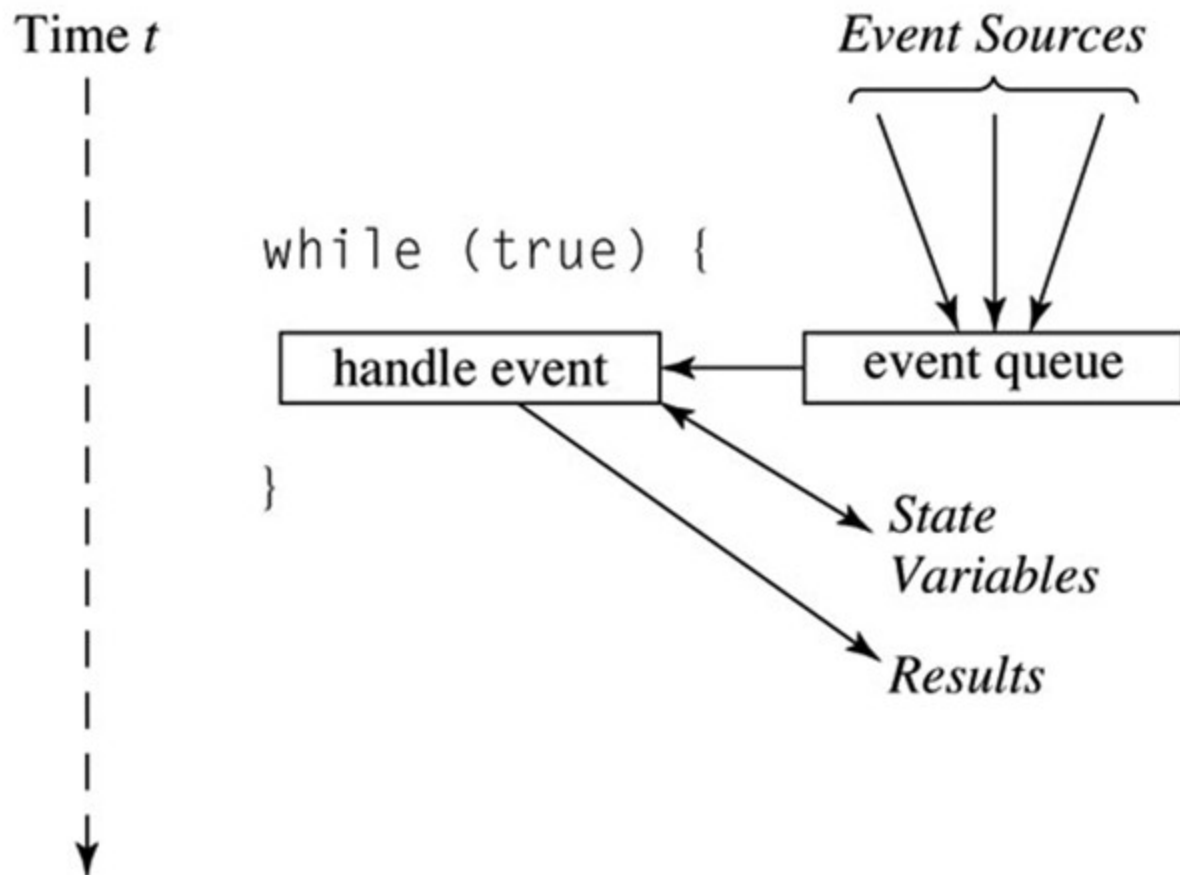 Time t
Event Sources
while (true) {
handle event
event queue
}
State
Variables
Results